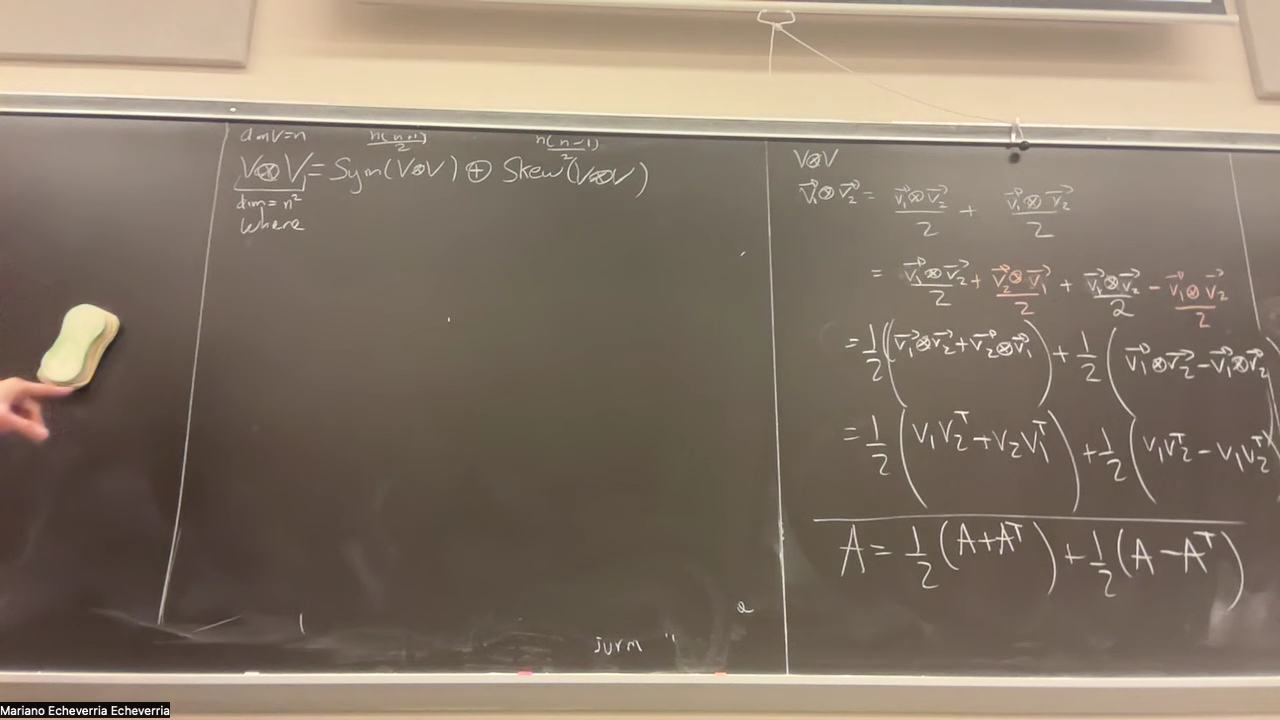 dim V=n
n(n+1)/2
n(n-1)/2
V⊗V = Sym(V⊗V) ⊕ Skew(V⊗V)
dim = n²
Where
V⊗V
v⃗₁⊗v⃗₂ = v⃗₁⊗v⃗₂/2 + v⃗₁⊗v⃗₂/2
= v⃗₁⊗v⃗₂/2 + v⃗₂⊗v⃗₁/2 + v⃗₁⊗v⃗₂/2 - v⃗₁⊗v⃗₂/2
= 1/2 (v⃗₁⊗v⃗₂+v⃗₂⊗v⃗₁) + 1/2 (v⃗₁⊗v⃗₂-v⃗₁⊗v⃗₂)
= 1/2 (v₁v₂ᵀ+v₂v₁ᵀ) + 1/2 (v₁v₂ᵀ-v₁v₂ᵀ)
A = 1/2 (A+Aᵀ) + 1/2 (A-Aᵀ)
Mariano Echeverria Echeverria